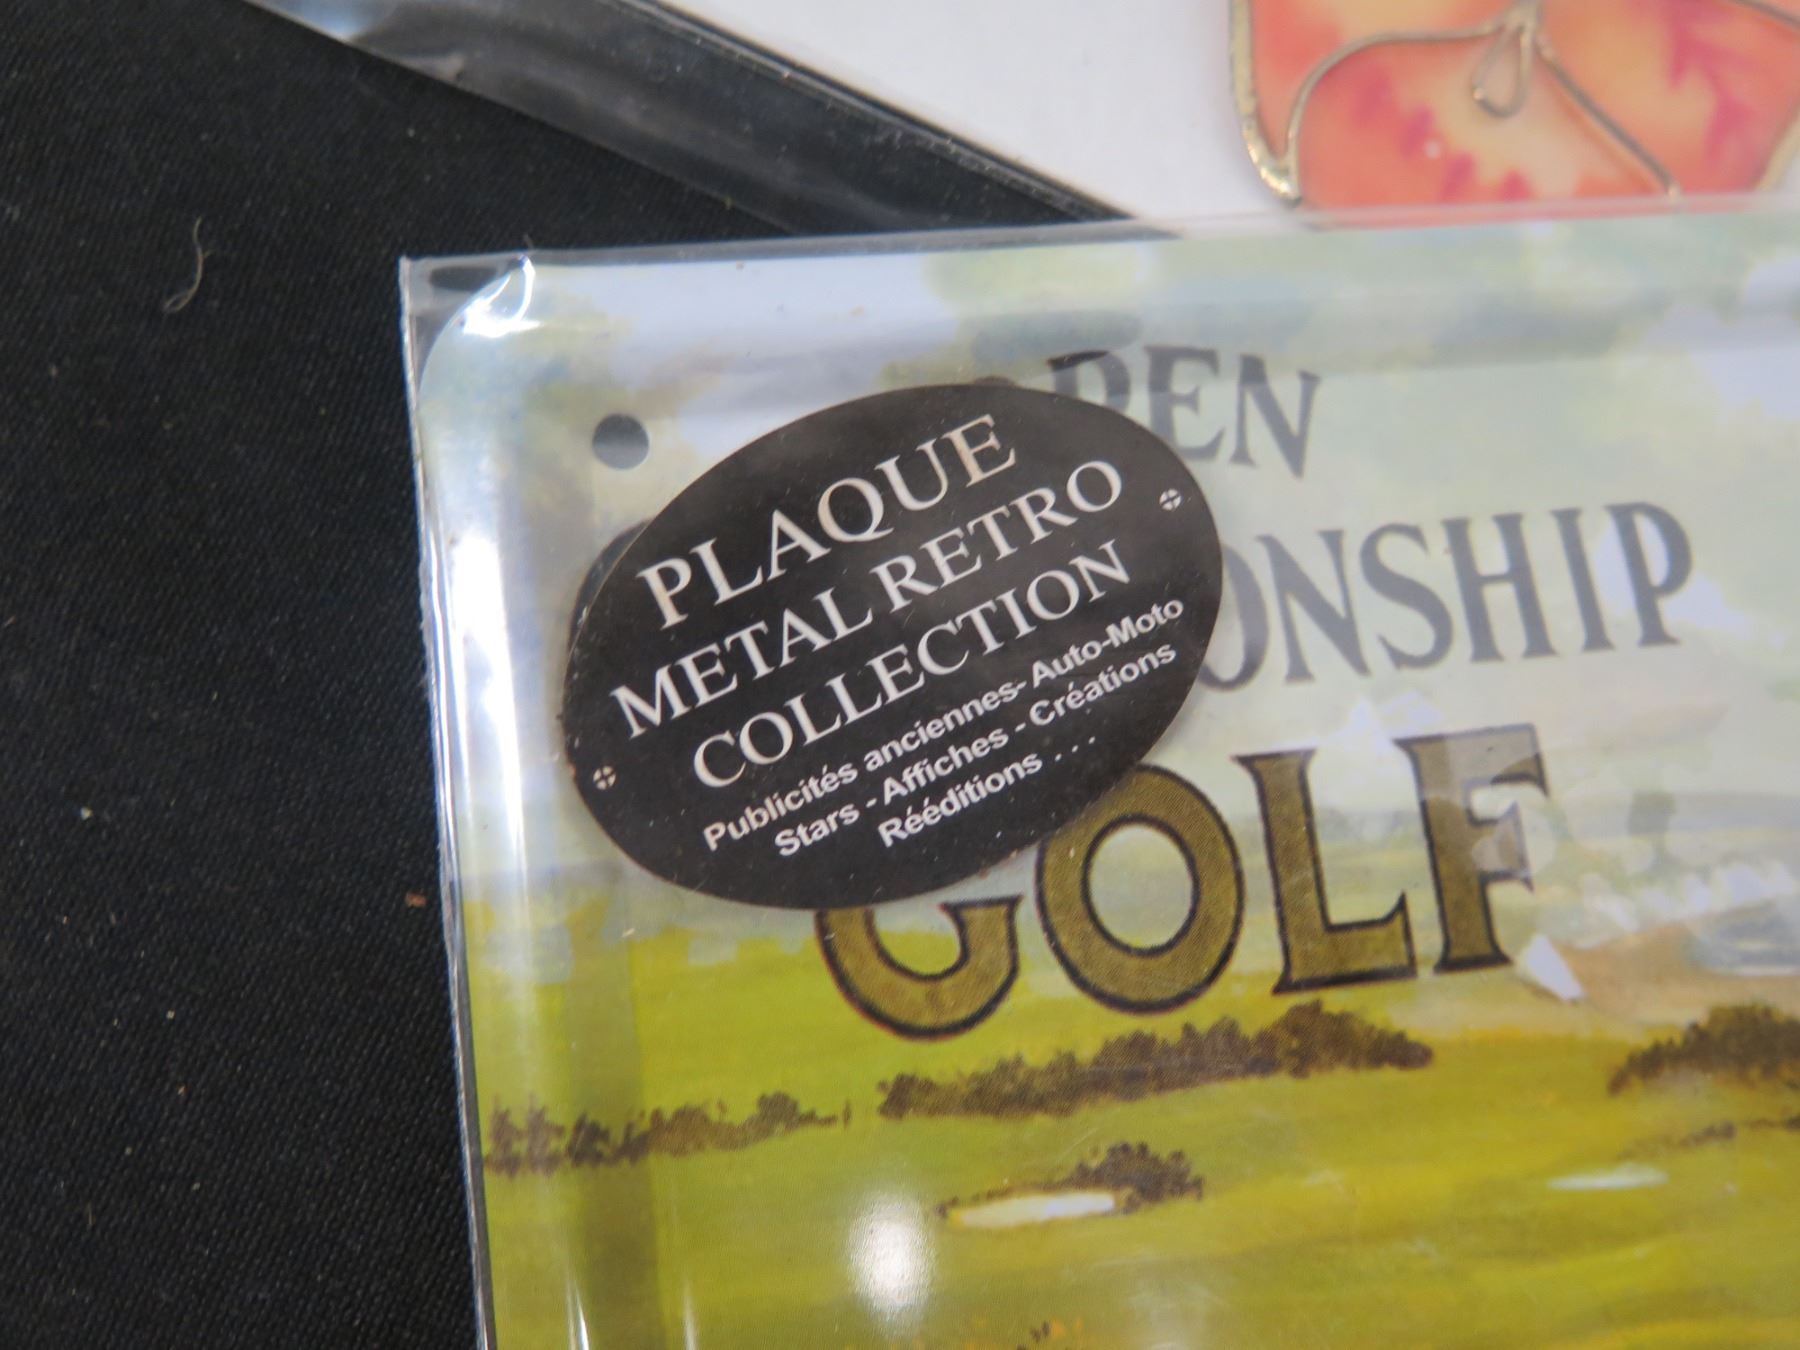 PLAQUE
METAL RETRO
COLLECTION
Publicités anciennes- Auto-Moto
Stars - Affiches - Créations
Rééditions . . . .
PEN
ONSHIP
GOLF